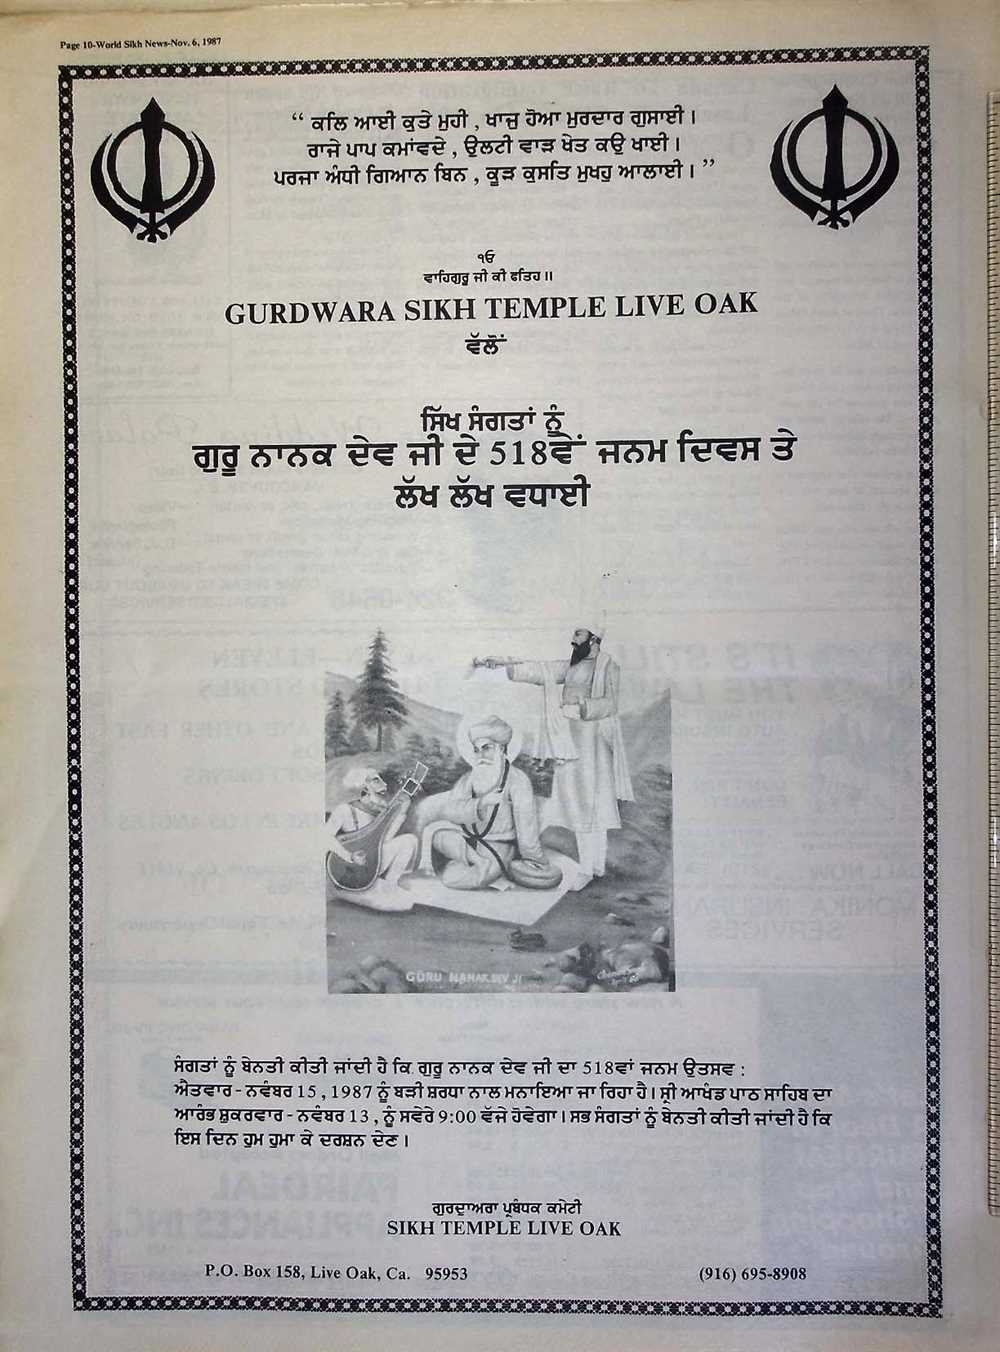 Page 10-World Sikh News-Nov. 6, 1987
“ ਕਲਿ ਆਈ ਕੁਤੇ ਮੁਹੀ , ਖਾਜੁ ਹੋਆ ਮੁਰਦਾਰ ਗੁਸਾਈ ।
ਰਾਜੇ ਪਾਪ ਕਮਾਂਵਦੇ , ਉਲਟੀ ਵਾੜ ਖੇਤ ਕਉ ਖਾਈ ।
ਪਰਜਾ ਅੰਧੀ ਗਿਆਨ ਬਿਨ , ਕੂੜ ਕੁਸਤਿ ਮੁਖਹੁ ਆਲਾਈ । ”
੧ਓ
ਵਾਹਿਗੁਰੂ ਜੀ ਕੀ ਫਤਿਹ ॥
GURDWARA SIKH TEMPLE LIVE OAK
ਵੱਲੋਂ
ਸਿੱਖ ਸੰਗਤਾਂ ਨੂੰ
ਗੁਰੂ ਨਾਨਕ ਦੇਵ ਜੀ ਦੇ 518ਵੇਂ ਜਨਮ ਦਿਵਸ ਤੇ
ਲੱਖ ਲੱਖ ਵਧਾਈ
GURU NANAK DEV JI
ਸੰਗਤਾਂ ਨੂੰ ਬੇਨਤੀ ਕੀਤੀ ਜਾਂਦੀ ਹੈ ਕਿ ਗੁਰੂ ਨਾਨਕ ਦੇਵ ਜੀ ਦਾ 518ਵਾਂ ਜਨਮ ਉਤਸਵ :
ਐਤਵਾਰ - ਨਵੰਬਰ 15 , 1987 ਨੂੰ ਬੜੀ ਸ਼ਰਧਾ ਨਾਲ ਮਨਾਇਆ ਜਾ ਰਿਹਾ ਹੈ । ਸ੍ਰੀ ਆਖੰਡ ਪਾਠ ਸਾਹਿਬ ਦਾ
ਆਰੰਭ ਸ਼ੁਕਰਵਾਰ - ਨਵੰਬਰ 13 , ਨੂੰ ਸਵੇਰੇ 9:00 ਵੱਜੇ ਹੋਵੇਗਾ । ਸਭ ਸੰਗਤਾਂ ਨੂੰ ਬੇਨਤੀ ਕੀਤੀ ਜਾਂਦੀ ਹੈ ਕਿ
ਇਸ ਦਿਨ ਹੁਮ ਹੁਮਾ ਕੇ ਦਰਸ਼ਨ ਦੇਣ ।
ਗੁਰਦੁਆਰਾ ਪ੍ਰਬੰਧਕ ਕਮੇਟੀ
SIKH TEMPLE LIVE OAK
P.O. Box 158, Live Oak, Ca. 95953
(916) 695-8908